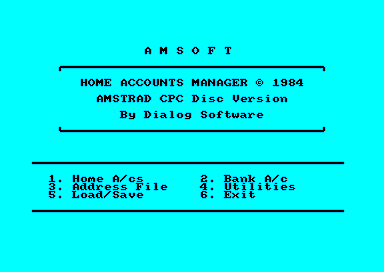 A M S O F T
HOME ACCOUNTS MANAGER © 1984
AMSTRAD CPC Disc Version
By Dialog Software
1. Home A/cs 2. Bank A/c
3. Address File 4. Utilities
5. Load/Save 6. Exit